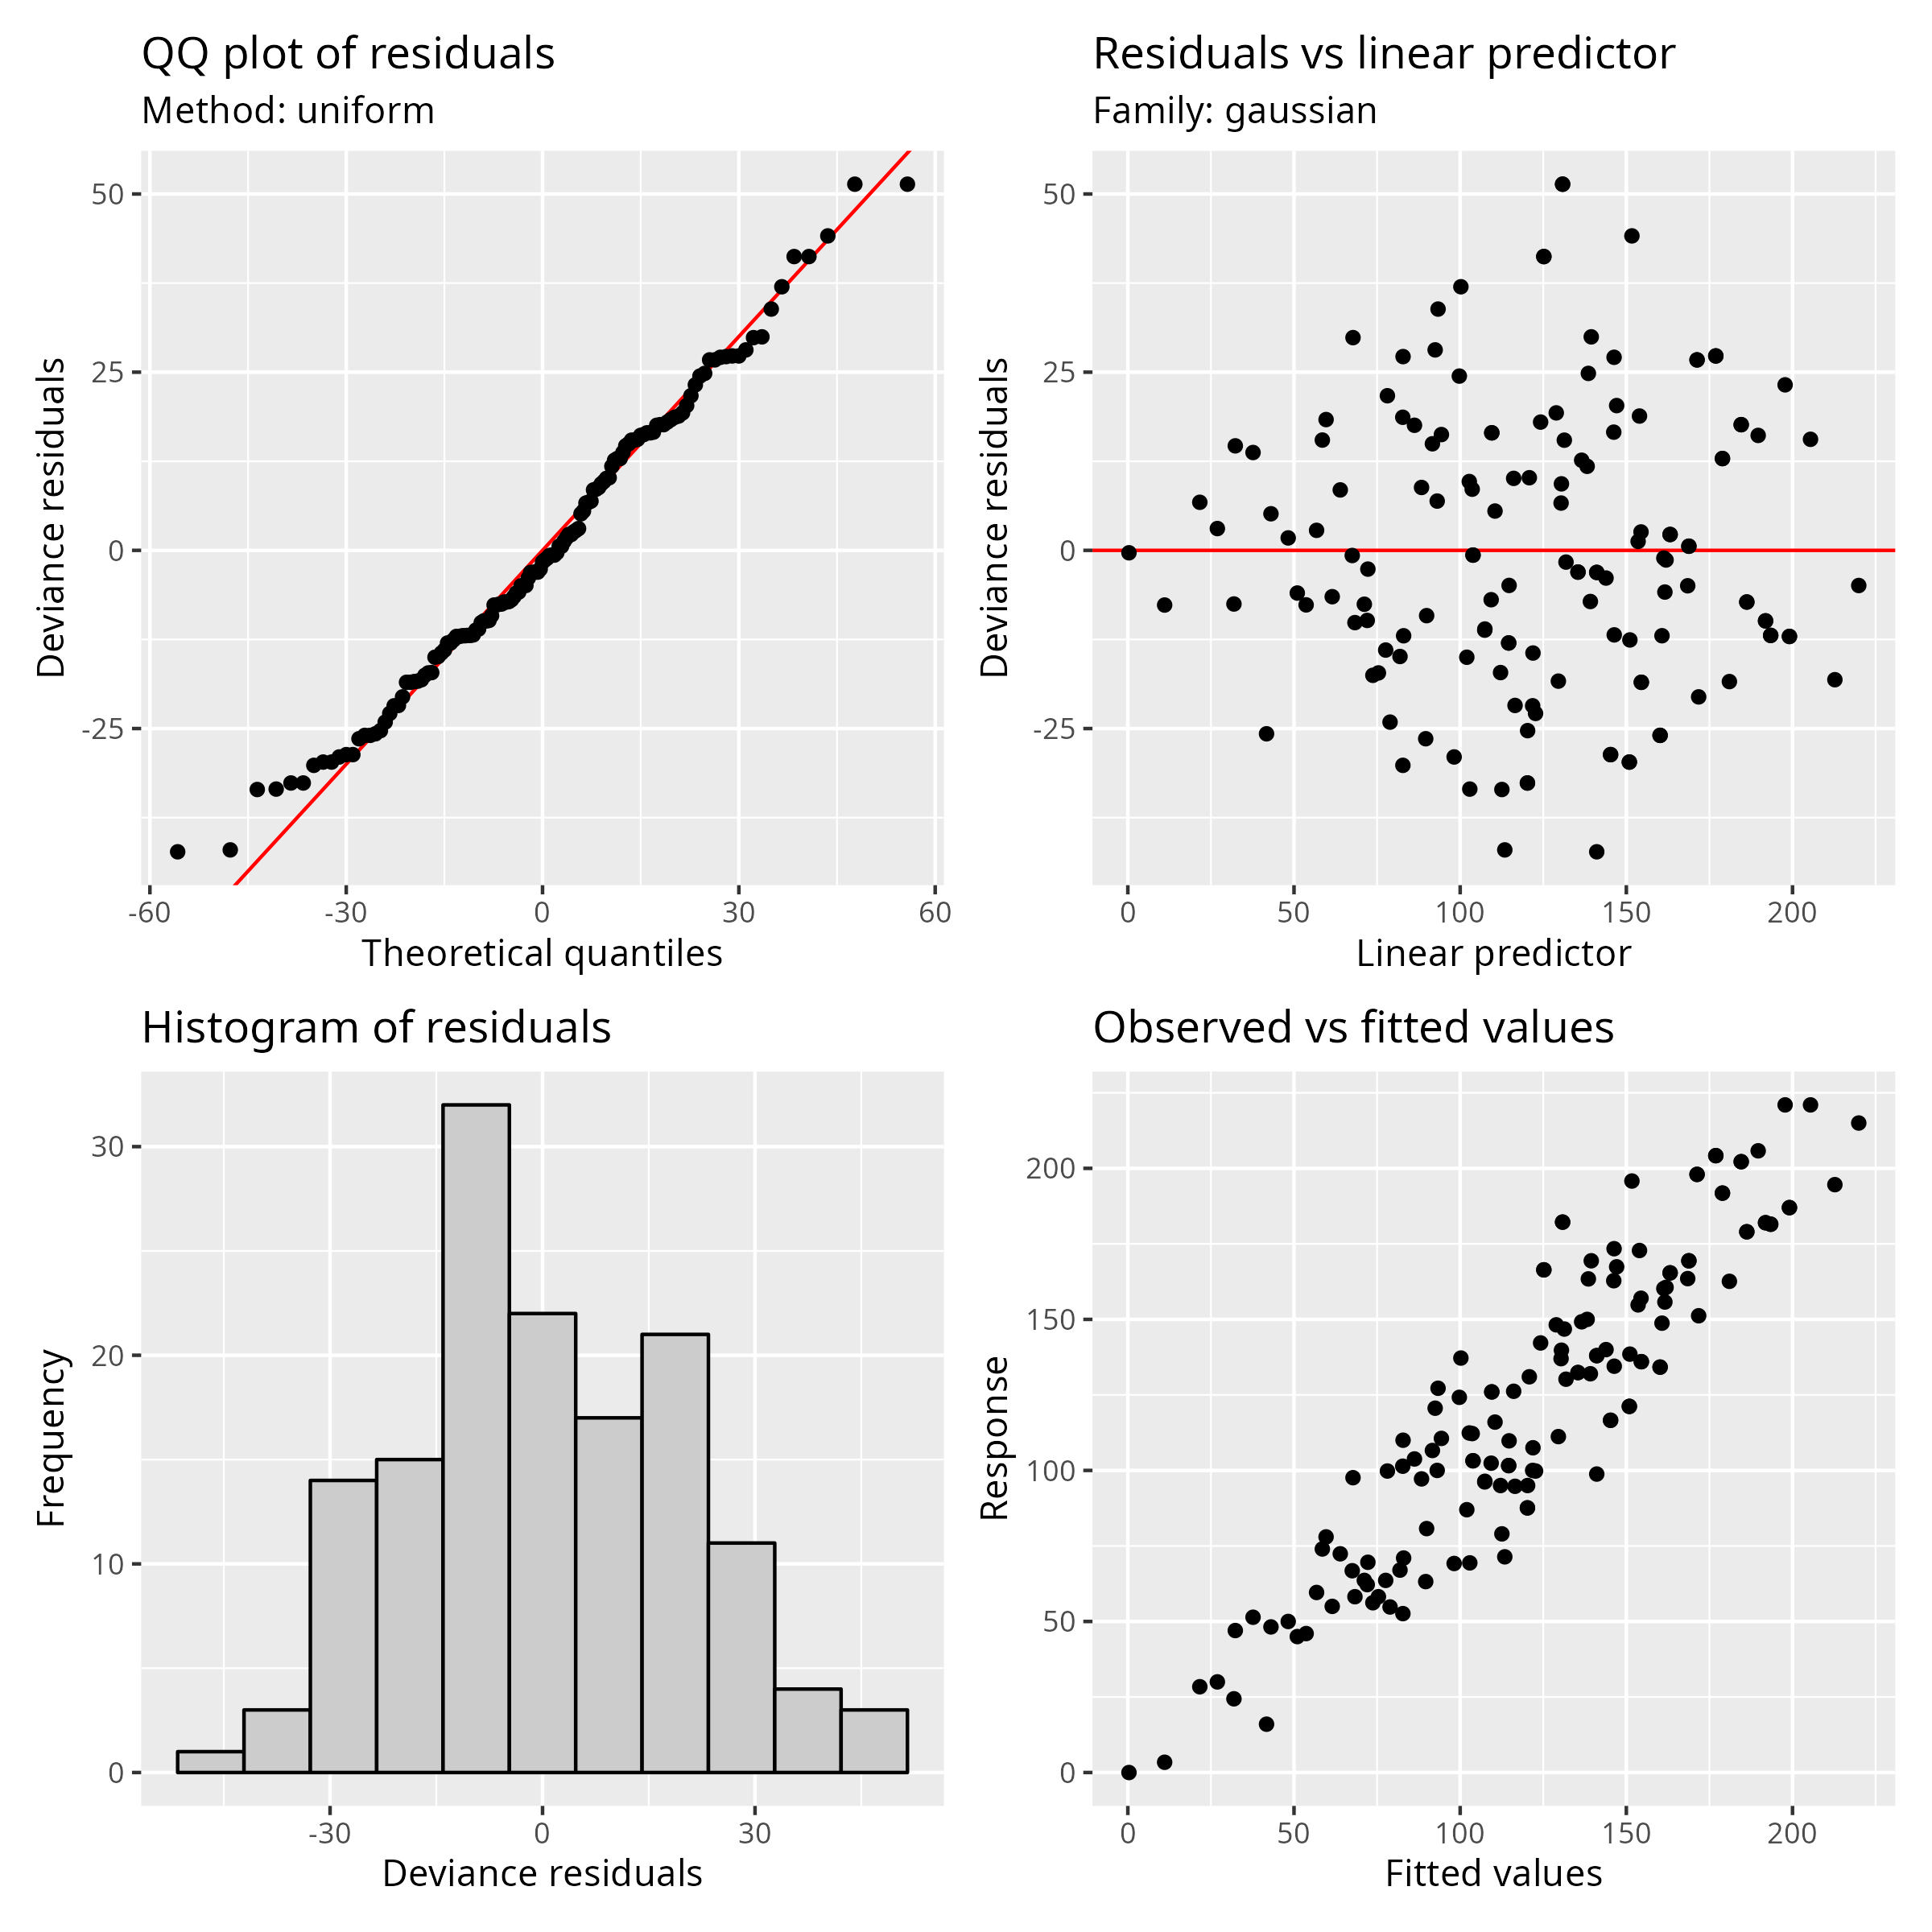 QQ plot of residuals
Method: uniform
50
25
0
-25
-60 -30 0 30 60
Deviance residuals
Theoretical quantiles
Residuals vs linear predictor
Family: gaussian
50
25
0
-25
0 50 100 150 200
Deviance residuals
Linear predictor
Histogram of residuals
30
20
10
0
-30 0 30
Frequency
Deviance residuals
Observed vs fitted values
200
150
100
50
0
0 50 100 150 200
Response
Fitted values